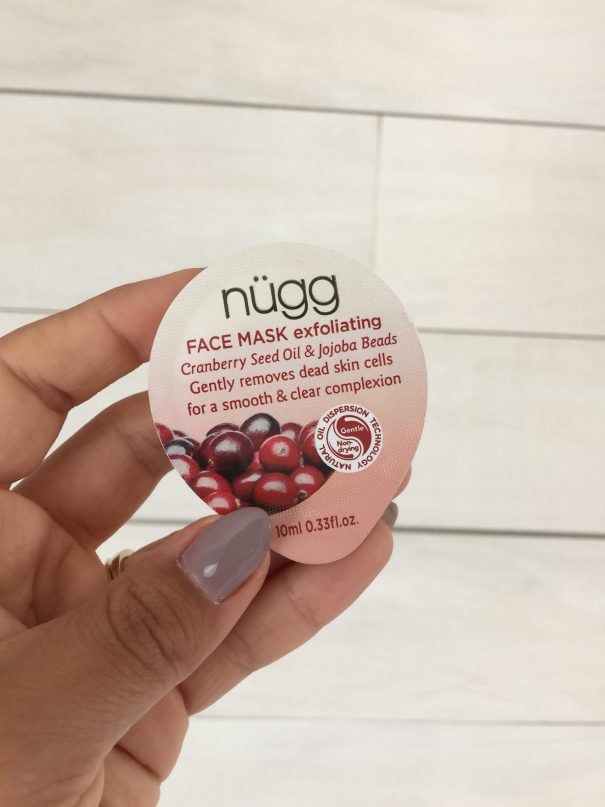 nügg
FACE MASK exfoliating
Cranberry Seed Oil & Jojoba Beads
Gently removes dead skin cells
for a smooth & clear complexion
NATURAL OIL DISPERSION TECHNOLOGY
Gentle
Non-
drying
10ml 0.33fl.oz.